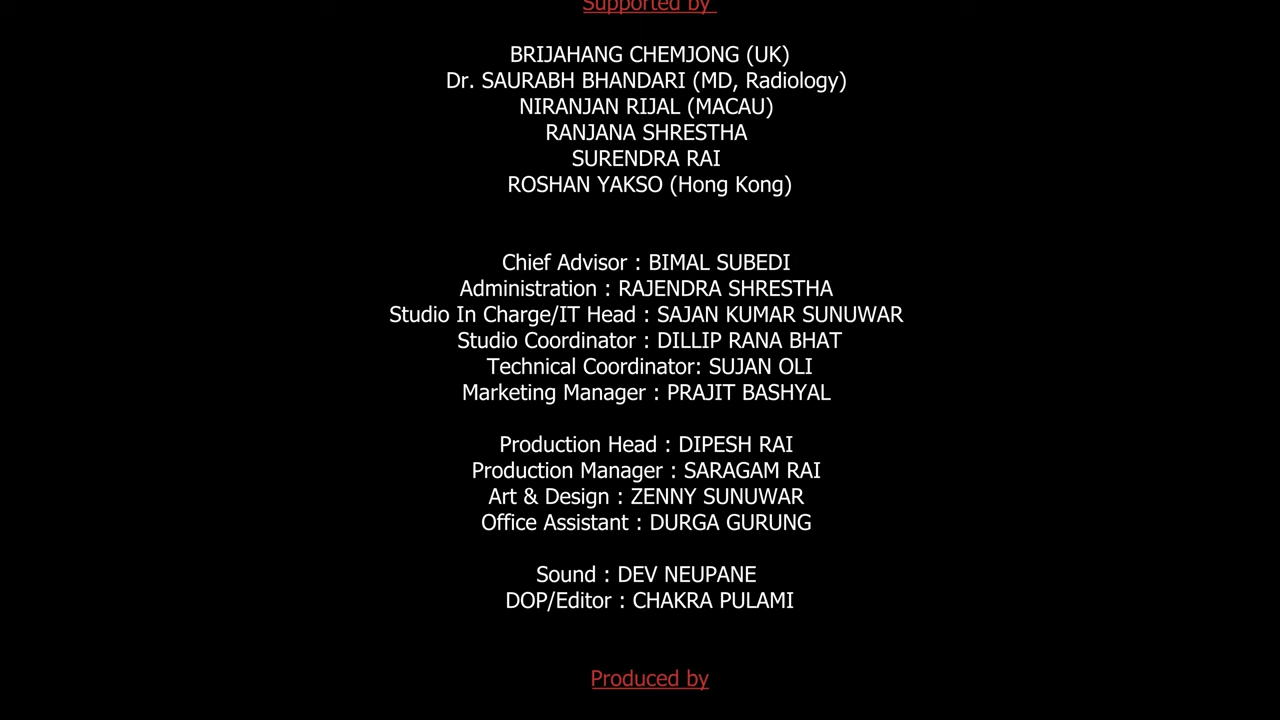 Supported by
BRIJAHANG CHEMJONG (UK)
Dr. SAURABH BHANDARI (MD, Radiology)
NIRANJAN RIJAL (MACAU)
RANJANA SHRESTHA
SURENDRA RAI
ROSHAN YAKSO (Hong Kong)
Chief Advisor : BIMAL SUBEDI
Administration : RAJENDRA SHRESTHA
Studio In Charge/IT Head : SAJAN KUMAR SUNUWAR
Studio Coordinator : DILLIP RANA BHAT
Technical Coordinator: SUJAN OLI
Marketing Manager : PRAJIT BASHYAL
Production Head : DIPESH RAI
Production Manager : SARAGAM RAI
Art & Design : ZENNY SUNUWAR
Office Assistant : DURGA GURUNG
Sound : DEV NEUPANE
DOP/Editor : CHAKRA PULAMI
Produced by